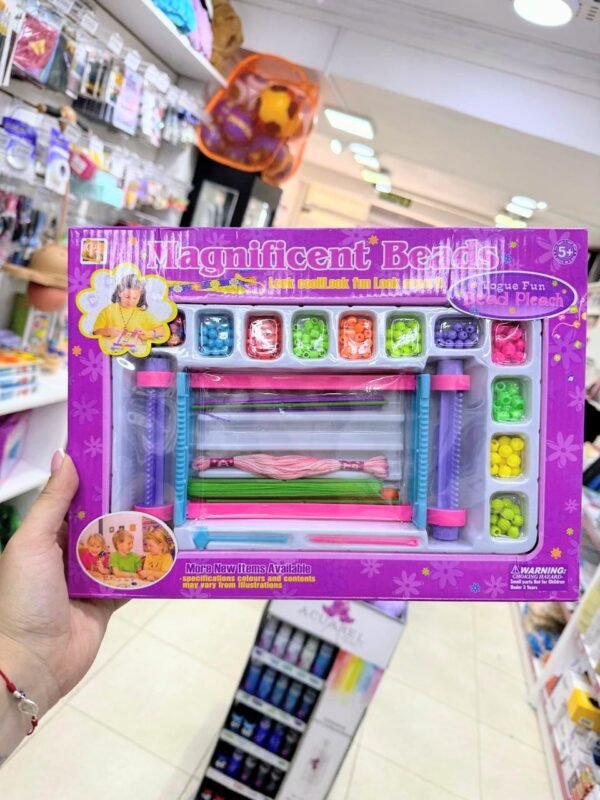 Magnificent Beads
5+
Look cool!Look fun Look
Vogue Fun
Bead Pleach
More New Items Available
-specifications colours and contents
may vary from illustrations
WARNING:
CHOKING HAZARD-
Small parts Not for Children
Under 3 Years
ACUAREL